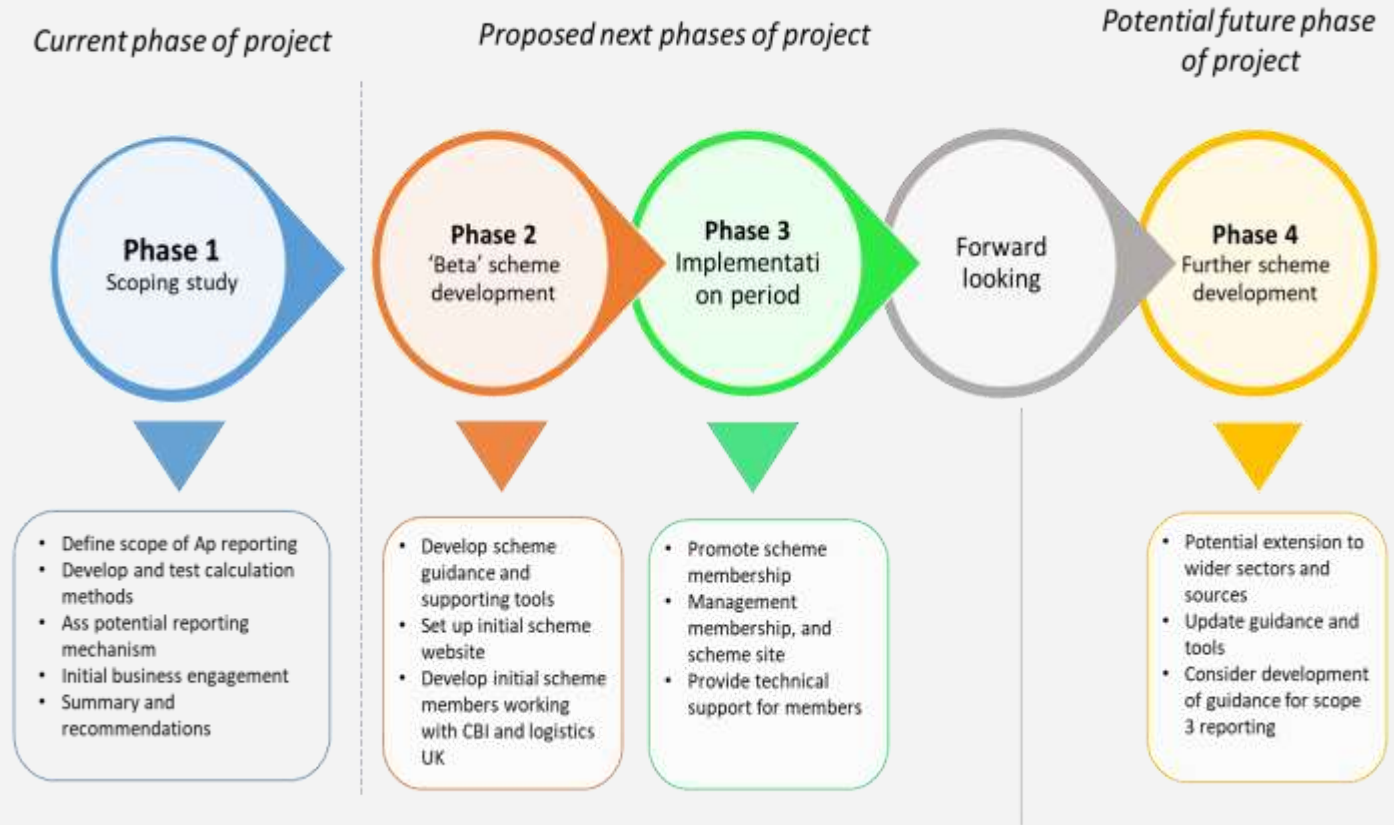 Current phase of project
Proposed next phases of project
Potential future phase
of project
Phase 1
Scoping study
Phase 2
‘Beta’ scheme
development
Phase 3
Implementati
on period
Forward
looking
Phase 4
Further scheme
development
• Define scope of Ap reporting
• Develop and test calculation
methods
• Ass potential reporting
mechanism
• Initial business engagement
• Summary and
recommendations
• Develop scheme
guidance and
supporting tools
• Set up initial scheme
website
• Develop initial scheme
members working
with CBI and logistics
UK
• Promote scheme
membership
• Management
membership, and
scheme site
• Provide technical
support for members
• Potential extension to
wider sectors and
sources
• Update guidance and
tools
• Consider development
of guidance for scope
3 reporting